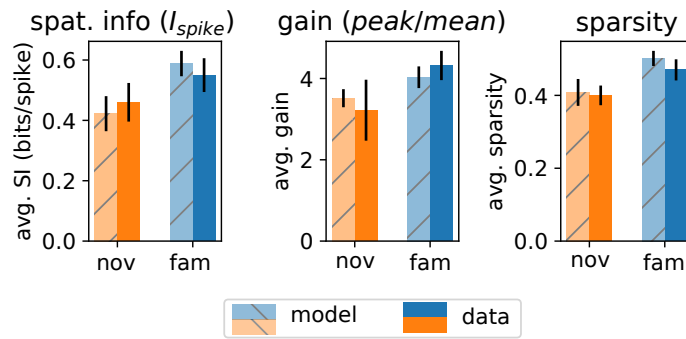 spat. info (I_spike)
avg. SI (bits/spike)
0.6
0.4
0.2
0.0
nov fam
gain (peak/mean)
avg. gain
4
2
0
nov fam
sparsity
avg. sparsity
0.4
0.2
0.0
nov fam
model data